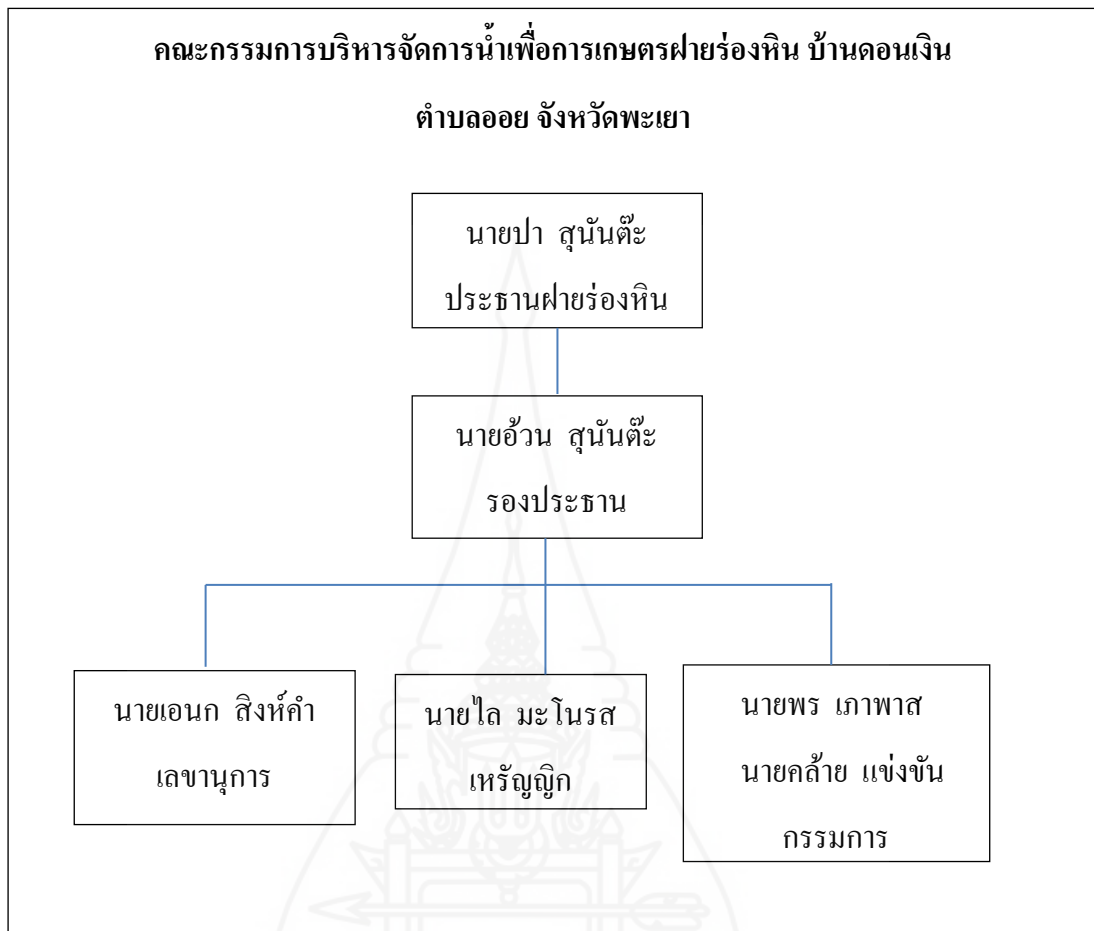 คณะกรรมการบริหารจัดการน้ำเพื่อการเกษตรฝายร่องหิน บ้านดอนเงิน
ตำบลออย จังหวัดพะเยา
นายปา สุนันต๊ะ
ประธานฝายร่องหิน
นายอ้วน สุนันต๊ะ
รองประธาน
นายเอนก สิงห์คำ
เลขานุการ
นายไล มะโนรส
เหรัญญิก
นายพร เภาพาส
นายคล้าย แข่งขัน
กรรมการ